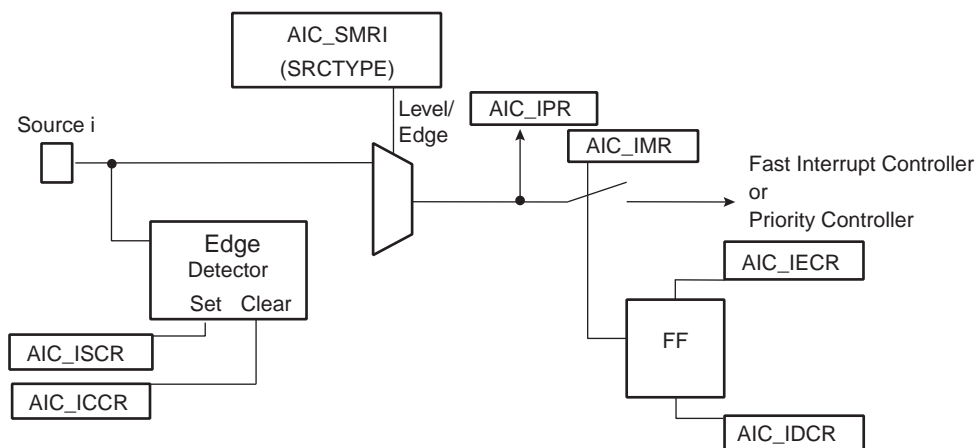 AIC_SMRI
(SRCTYPE)
Source i
Level/
Edge
AIC_IPR
AIC_IMR
Fast Interrupt Controller
or
Priority Controller
Edge
Detector
Set Clear
AIC_IECR
FF
AIC_ISCR
AIC_ICCR
AIC_IDCR